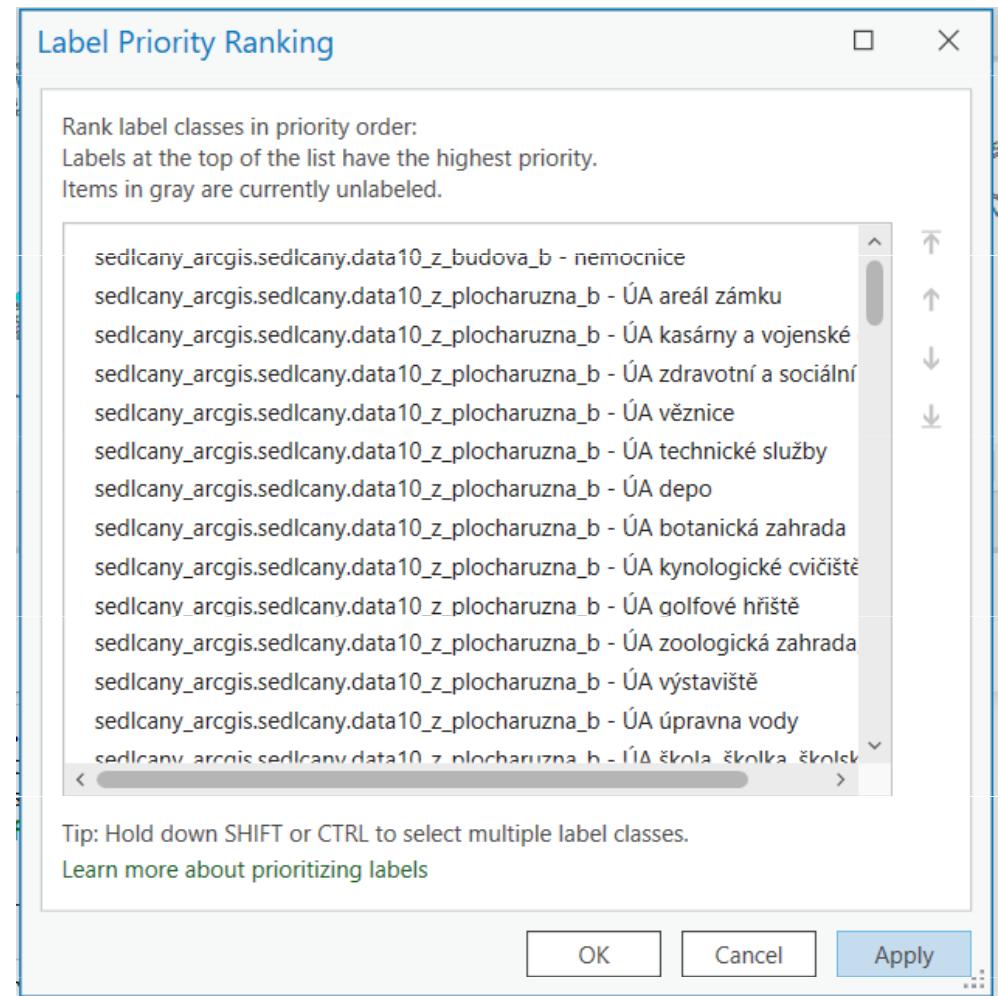 Label Priority Ranking
Rank label classes in priority order:
Labels at the top of the list have the highest priority.
Items in gray are currently unlabeled.
sedlcany_arcgis.sedlcany.data10_z_budova_b - nemocnice
sedlcany_arcgis.sedlcany.data10_z_plocharuzna_b - ÚA areál zámku
sedlcany_arcgis.sedlcany.data10_z_plocharuzna_b - ÚA kasárny a vojenské
sedlcany_arcgis.sedlcany.data10_z_plocharuzna_b - ÚA zdravotní a sociální
sedlcany_arcgis.sedlcany.data10_z_plocharuzna_b - ÚA věznice
sedlcany_arcgis.sedlcany.data10_z_plocharuzna_b - ÚA technické služby
sedlcany_arcgis.sedlcany.data10_z_plocharuzna_b - ÚA depo
sedlcany_arcgis.sedlcany.data10_z_plocharuzna_b - ÚA botanická zahrada
sedlcany_arcgis.sedlcany.data10_z_plocharuzna_b - ÚA kynologické cvičiště
sedlcany_arcgis.sedlcany.data10_z_plocharuzna_b - ÚA golfové hřiště
sedlcany_arcgis.sedlcany.data10_z_plocharuzna_b - ÚA zoologická zahrada,
sedlcany_arcgis.sedlcany.data10_z_plocharuzna_b - ÚA výstaviště
sedlcany_arcgis.sedlcany.data10_z_plocharuzna_b - ÚA úpravna vody
sedlcany_arcgis.sedlcany.data10_z_plocharuzna_b - ÚA škola, školka, školsk
Tip: Hold down SHIFT or CTRL to select multiple label classes.
Learn more about prioritizing labels
OK Cancel Apply